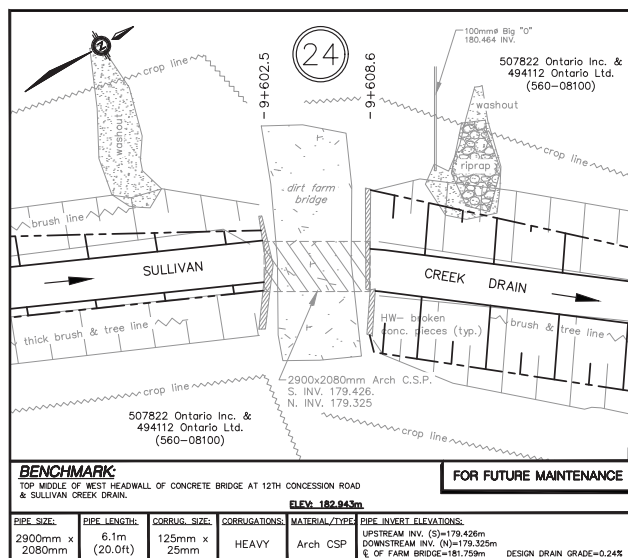 100mmø Big "O"
180.464 INV.
9+602.5
24
9+608.6
507822 Ontario Inc. &
494112 Ontario Ltd.
(560-08100)
N
crop line
washout
washout
crop line
riprap
dirt farm
bridge
brush line
SULLIVAN
CREEK DRAIN
thick brush & tree line
HW- broken
conc. pieces (typ.)
brush & tree line
2900x2080mm Arch C.S.P.
S. INV. 179.426.
N. INV. 179.325
crop line
507822 Ontario Inc. &
494112 Ontario Ltd.
(560-08100)
crop line
BENCHMARK:
TOP MIDDLE OF WEST HEADWALL OF CONCRETE BRIDGE AT 12TH CONCESSION ROAD
& SULLIVAN CREEK DRAIN.
ELEV: 182.943m
FOR FUTURE MAINTENANCE
PIPE SIZE: PIPE LENGTH: CORRUG. SIZE: CORRUGATIONS: MATERIAL/TYPE: PIPE INVERT ELEVATIONS:
2900mm x
2080mm
6.1m
(20.0ft)
125mm x
25mm
HEAVY
Arch CSP
UPSTREAM INV. (S)=179.426m
DOWNSTREAM INV. (N)=179.325m
℄ OF FARM BRIDGE=181.759m DESIGN DRAIN GRADE=0.24%